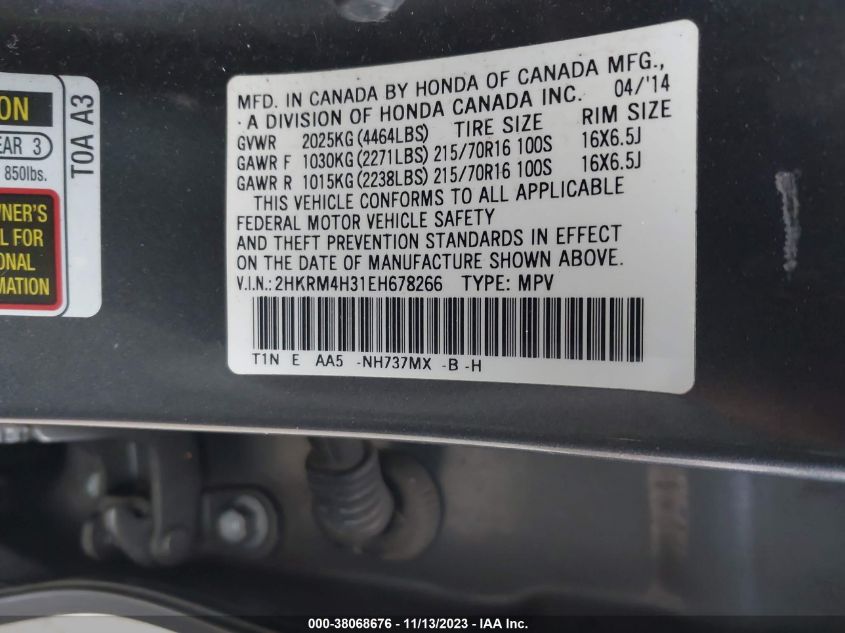 ON
EAR 3
850lbs.
WNER'S
L FOR
ONAL
MATION
T0A A3
MFD. IN CANADA BY HONDA OF CANADA MFG.,
A DIVISION OF HONDA CANADA INC. 04/'14
GVWR 2025KG (4464LBS) TIRE SIZE RIM SIZE
GAWR F 1030KG (2271LBS) 215/70R16 100S 16X6.5J
GAWR R 1015KG (2238LBS) 215/70R16 100S 16X6.5J
THIS VEHICLE CONFORMS TO ALL APPLICABLE
FEDERAL MOTOR VEHICLE SAFETY
AND THEFT PREVENTION STANDARDS IN EFFECT
ON THE DATE OF MANUFACTURE SHOWN ABOVE.
V.I.N.: 2HKRM4H31EH678266 TYPE: MPV
T1N E AA5 -NH737MX -B -H
000-38068676 - 11/13/2023 - IAA Inc.